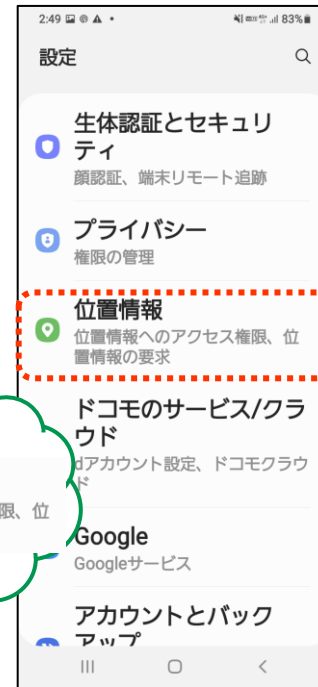 2:49
83%
設定
生体認証とセキュリ
ティ
顔認証、端末リモート追跡
プライバシー
権限の管理
位置情報
位置情報へのアクセス権限、位
置情報の要求
ドコモのサービス/クラ
ウド
dアカウント設定、ドコモクラウ
ド
限、位
Google
Googleサービス
アカウントとバック
アップ